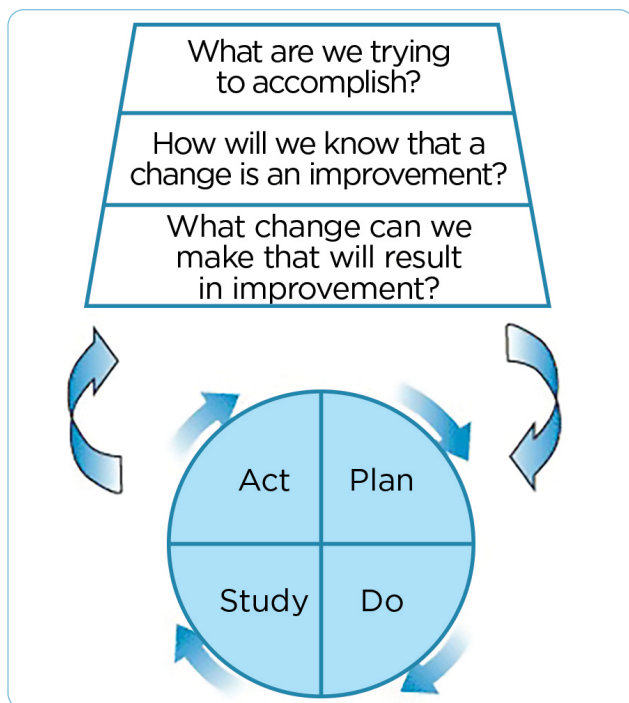 What are we trying
to accomplish?
How will we know that a
change is an improvement?
What change can we
make that will result
in improvement?
Act
Plan
Study
Do